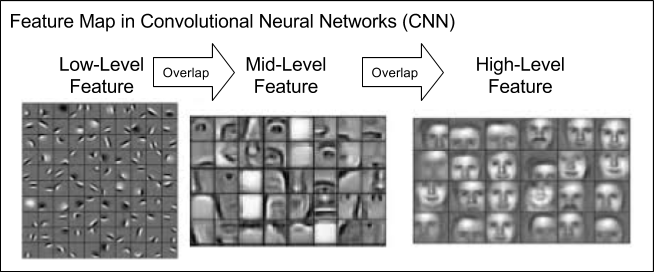 Feature Map in Convolutional Neural Networks (CNN)
Low-Level
Feature
Overlap
Mid-Level
Feature
Overlap
High-Level
Feature